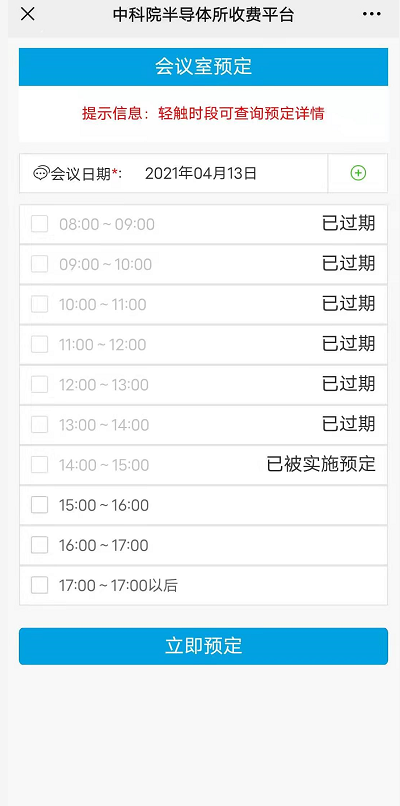 中科院半导体所收费平台
会议室预定
提示信息：轻触时段可查询预定详情
会议日期*: 2021年04月13日
08:00 ~ 09:00 已过期
09:00 ~ 10:00 已过期
10:00 ~ 11:00 已过期
11:00 ~ 12:00 已过期
12:00 ~ 13:00 已过期
13:00 ~ 14:00 已过期
14:00 ~ 15:00 已被实施预定
15:00 ~ 16:00
16:00 ~ 17:00
17:00 ~ 17:00以后
立即预定